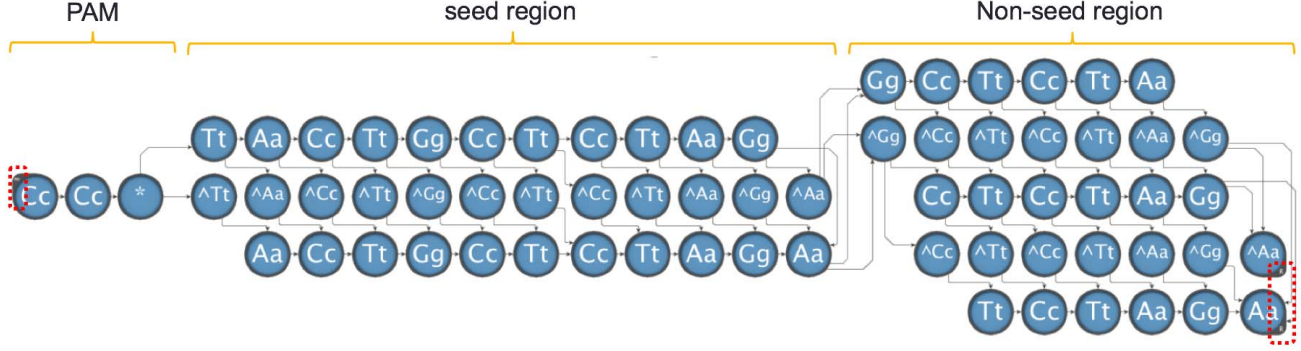 PAM seed region Non-seed region
Gg Cc Tt Cc Tt Aa
Tt Aa Cc Tt Gg Cc Tt Cc Tt Aa Gg ^Gg ^Cc ^Tt ^Cc ^Tt ^Aa ^Gg
Cc Cc * ^Tt ^Aa ^Cc ^Tt ^Gg ^Cc ^Tt ^Cc ^Tt ^Aa ^Gg ^Aa Cc Tt Cc Tt Aa Gg
Aa Cc Tt Gg Cc Tt Cc Tt Aa Gg Aa ^Cc ^Tt ^Cc ^Tt ^Aa ^Gg ^Aa
Tt Cc Tt Aa Gg Aa